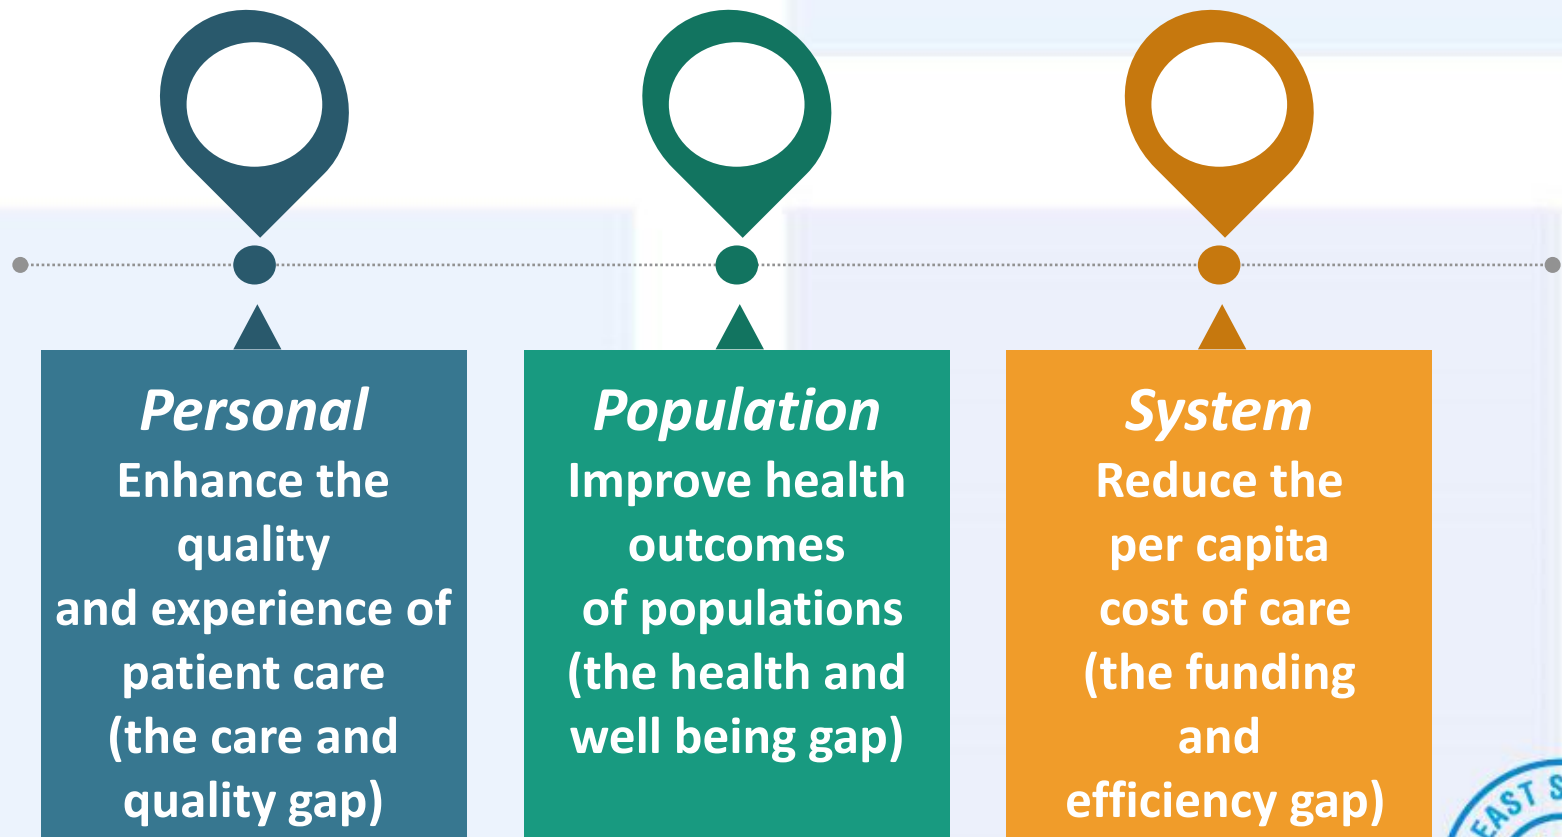 Personal
Enhance the
quality
and experience of
patient care
(the care and
quality gap)
Population
Improve health
outcomes
of populations
(the health and
well being gap)
System
Reduce the
per capita
cost of care
(the funding
and
efficiency gap)
EAST S